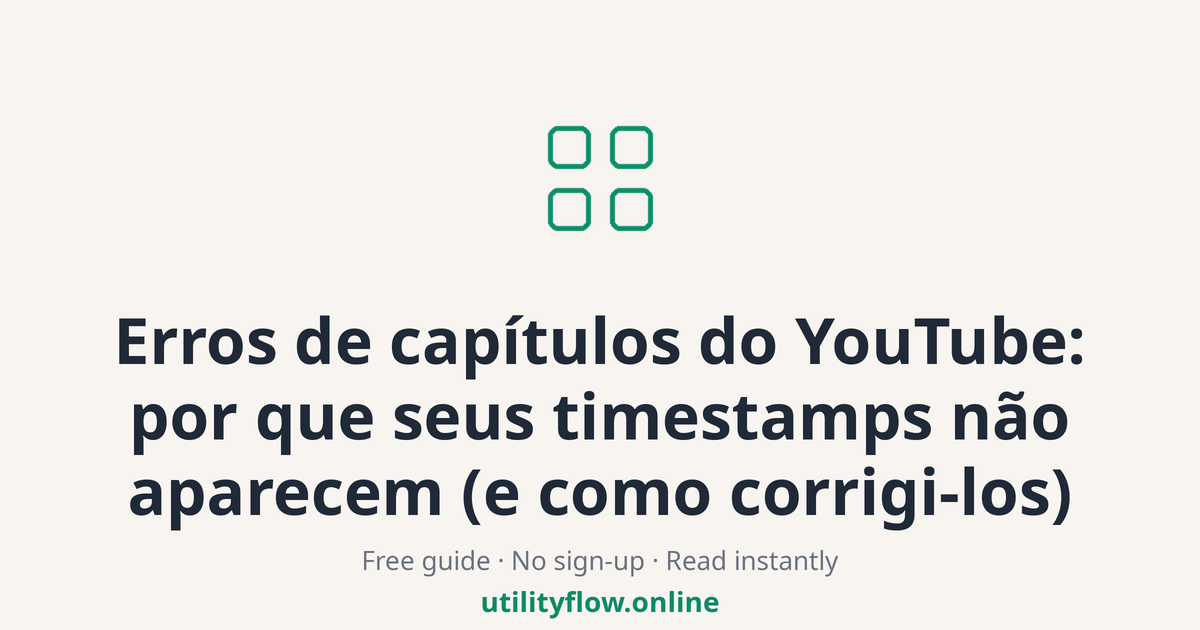 Erros de capítulos do YouTube:
por que seus timestamps não
aparecem (e como corrigi-los)
Free guide · No sign-up · Read instantly
utilityflow.online